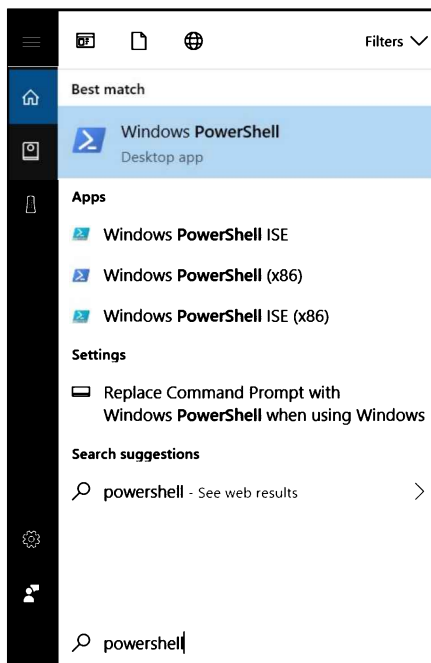 Filters
Best match
Windows PowerShell
Desktop app
Apps
Windows PowerShell ISE
Windows PowerShell (x86)
Windows PowerShell ISE (x86)
Settings
Replace Command Prompt with
Windows PowerShell when using Windows
Search suggestions
powershell - See web results
powershell